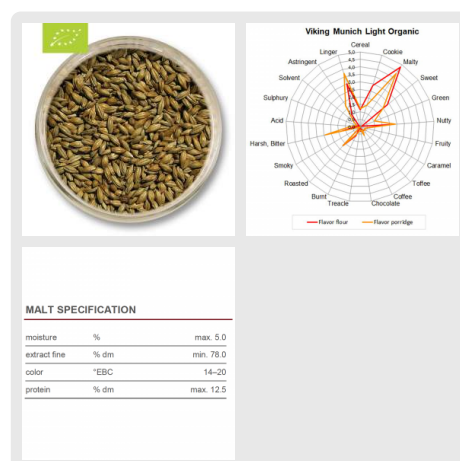 Viking Munich Light Organic
Cereal
Cookie
Malty
Sweet
Green
Nutty
Fruity
Caramel
Toffee
Coffee
Chocolate
Treacle
Burnt
Roasted
Smoky
Harsh, Bitter
Acid
Sulphury
Solvent
Astringent
Linger
Flavor flour
Flavor porridge
MALT SPECIFICATION
moisture % max. 5.0
extract fine % dm min. 78.0
color °EBC 14–20
protein % dm max. 12.5